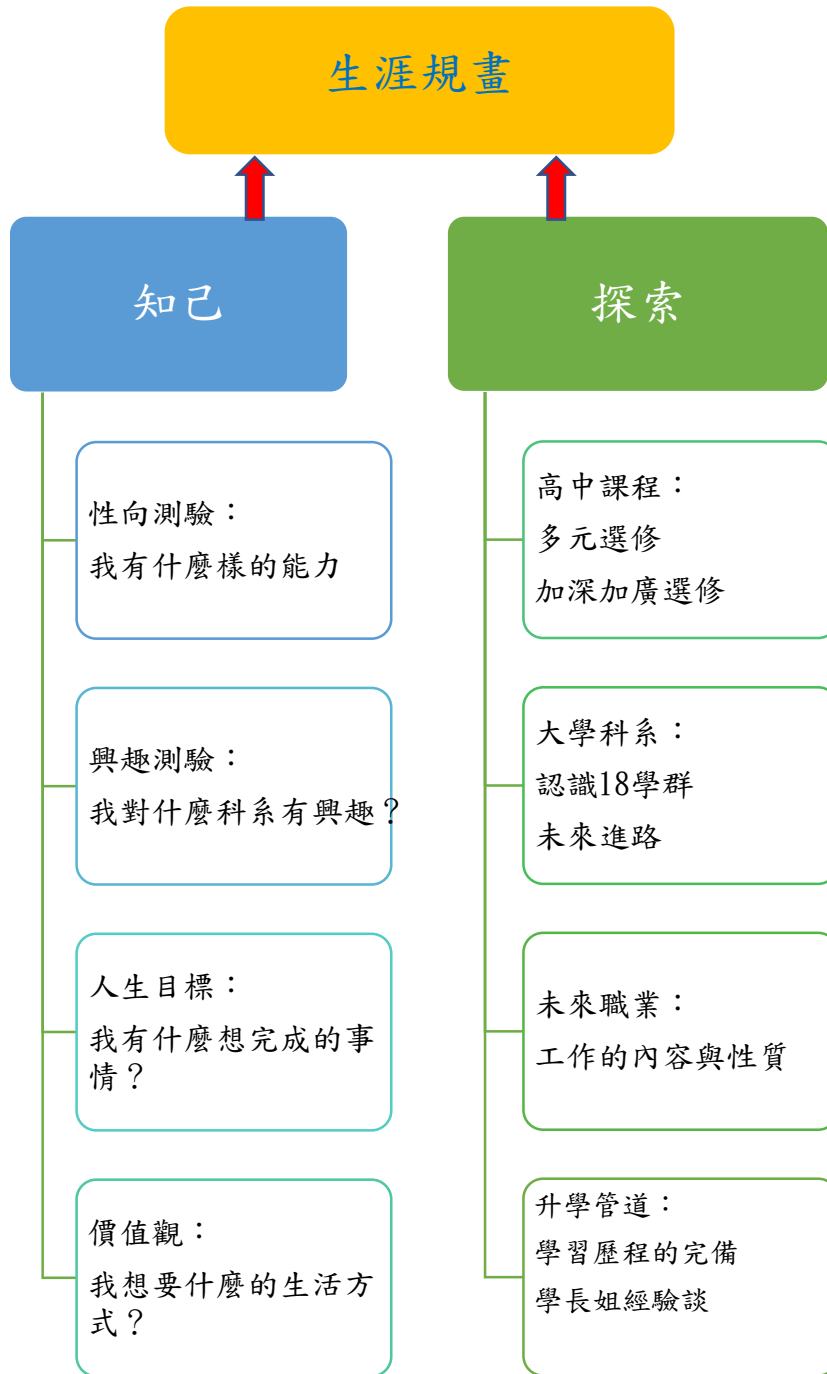 生涯規畫
知己
性向測驗：
我有什麼樣的能力
興趣測驗：
我對什麼科系有興趣？
人生目標：
我有什麼想完成的事
情？
價值觀：
我想要什麼的生活方
式？
探索
高中課程：
多元選修
加深加廣選修
大學科系：
認識18學群
未來進路
未來職業：
工作的內容與性質
升學管道：
學習歷程的完備
學長姐經驗談